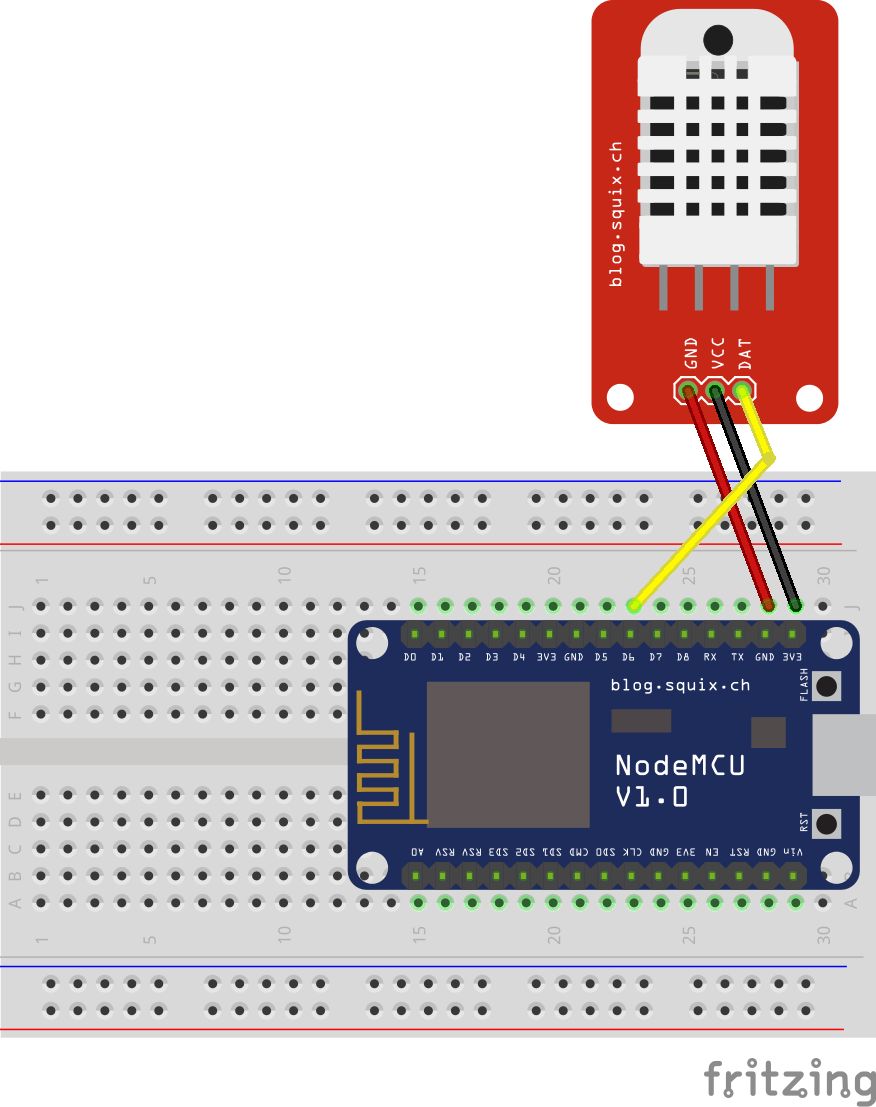 blog.squix.ch
GND VCC DAT
1 5 10 15 20 25 30
J J
I I
H
G
F
D0 D1 D2 D3 D4 3V3 GND D5 D6 D7 D8 RX TX GND 3V3
blog.squix.ch
FLASH
NodeMCU
V1.0
RST
E
D
C
B
A A
A0 RSV RSV SD3 SD2 SD1 CMD SD0 CLK GND 3V3 EN RST GND Vin
1 5 10 15 20 25 30
fritzing